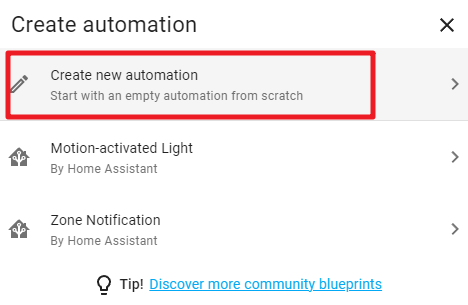 Create automation
Create new automation
Start with an empty automation from scratch
Motion-activated Light
By Home Assistant
Zone Notification
By Home Assistant
Tip! Discover more community blueprints